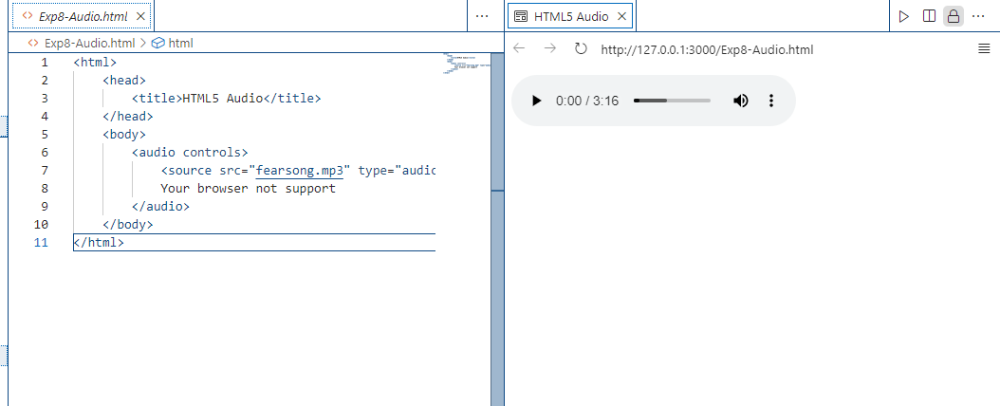 Exp8-Audio.html
Exp8-Audio.html > html
1 <html>
2 <head>
3 <title>HTML5 Audio</title>
4 </head>
5 <body>
6 <audio controls>
7 <source src="fearsong.mp3" type="audio
8 Your browser not support
9 </audio>
10 </body>
11 </html>
HTML5 Audio
http://127.0.0.1:3000/Exp8-Audio.html
0:00 / 3:16